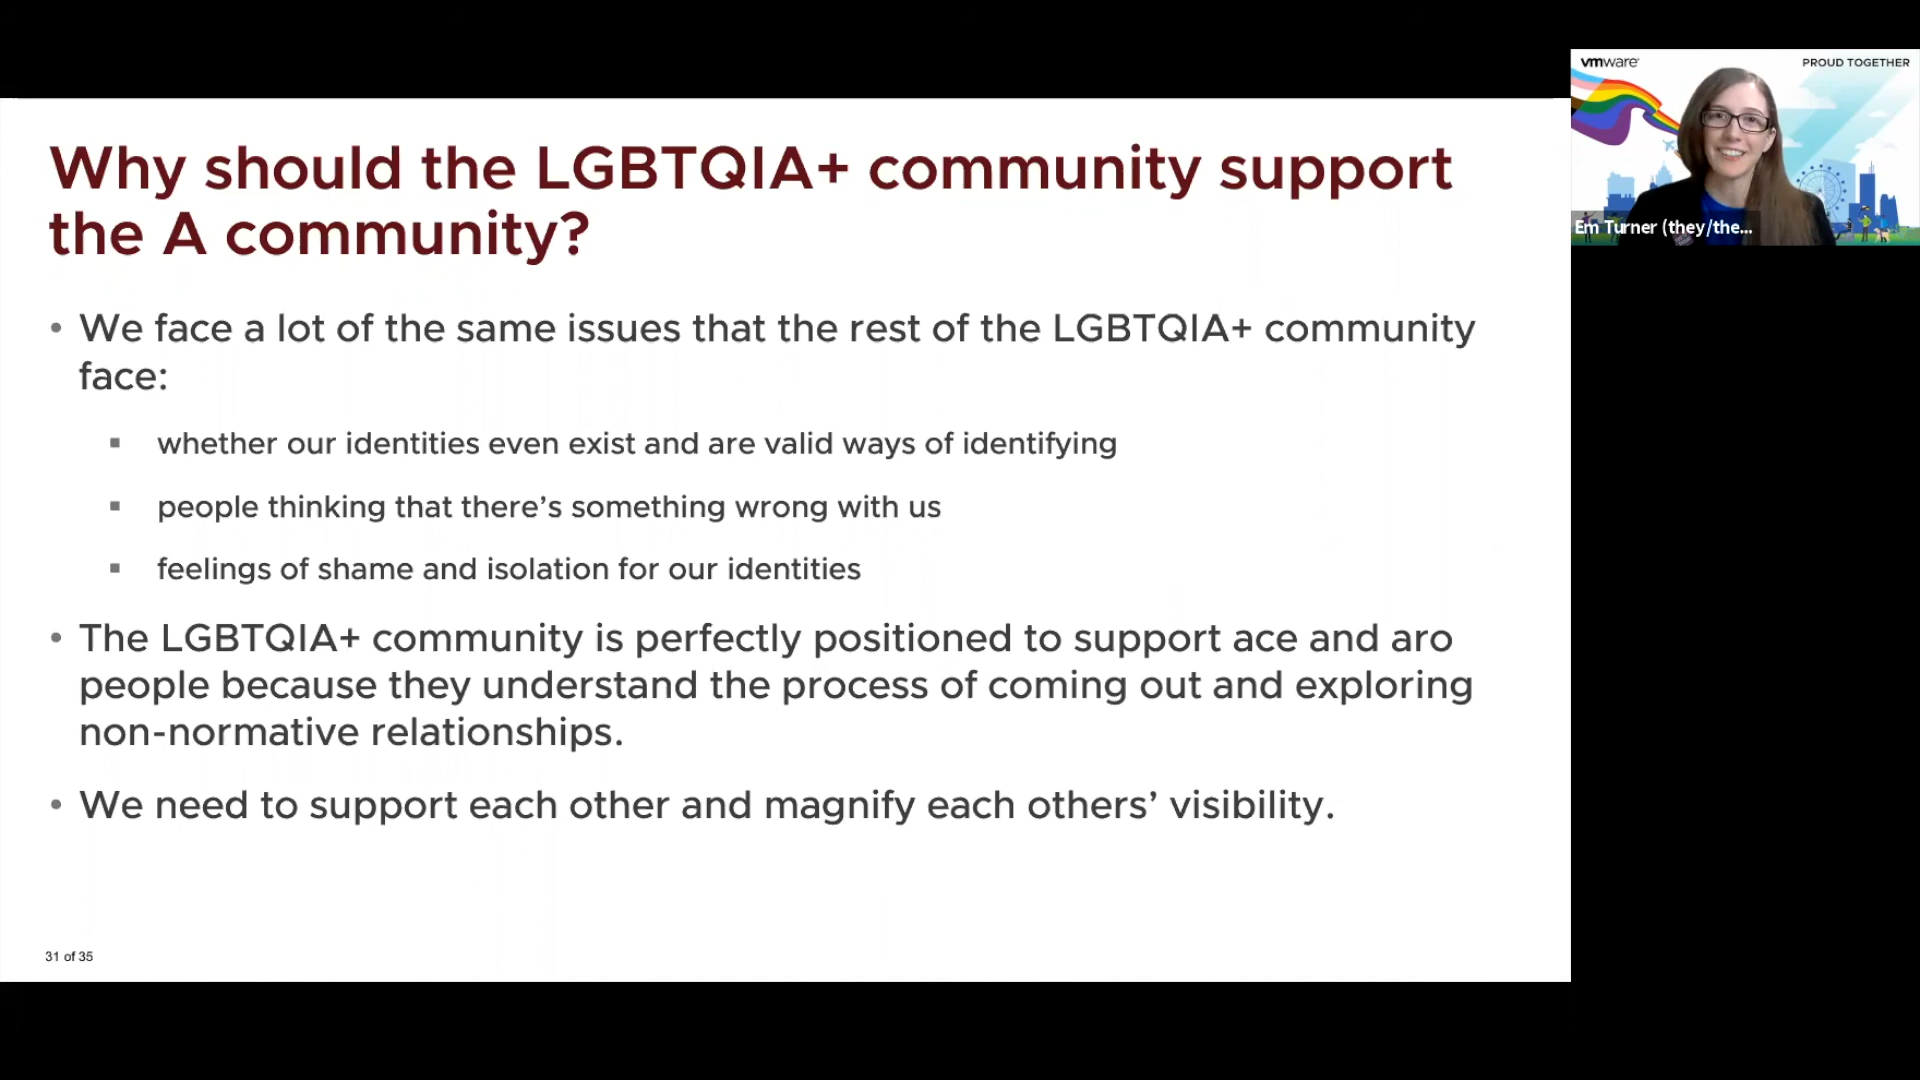 Why should the LGBTQIA+ community support
the A community?
• We face a lot of the same issues that the rest of the LGBTQIA+ community
face:
▪ whether our identities even exist and are valid ways of identifying
▪ people thinking that there's something wrong with us
▪ feelings of shame and isolation for our identities
• The LGBTQIA+ community is perfectly positioned to support ace and aro
people because they understand the process of coming out and exploring
non-normative relationships.
• We need to support each other and magnify each others' visibility.
31 of 35
vmware
PROUD TOGETHER
Em Turner (they/the...